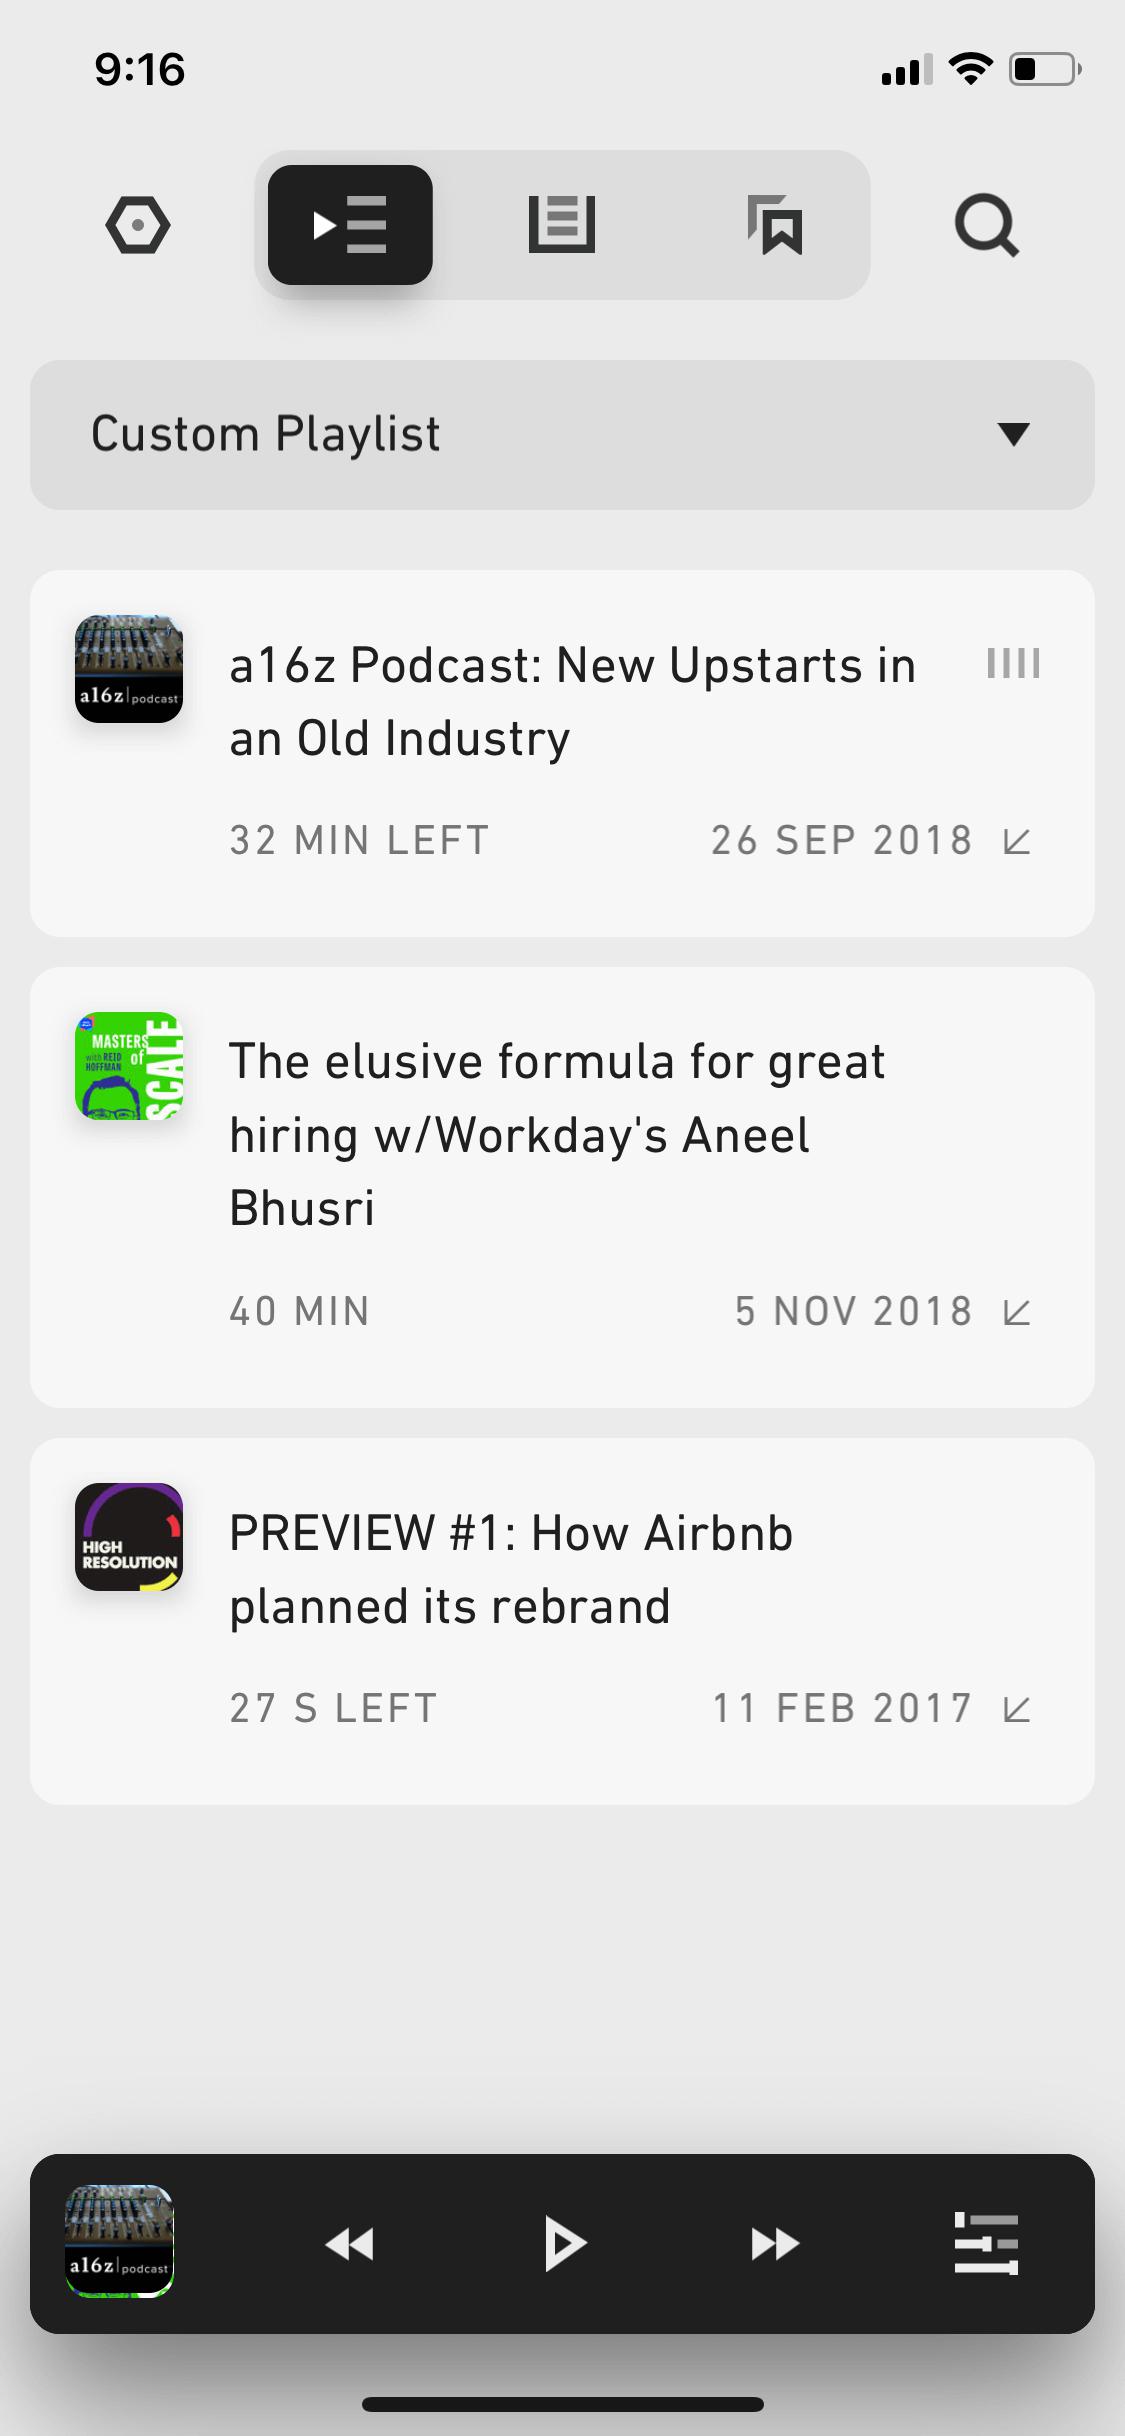 9:16
Custom Playlist
a16z podcast
a16z Podcast: New Upstarts in
an Old Industry
32 MIN LEFT 26 SEP 2018
MASTERS
of
SCALE
with REID
HOFFMAN
The elusive formula for great
hiring w/Workday's Aneel
Bhusri
40 MIN 5 NOV 2018
HIGH
RESOLUTION
PREVIEW #1: How Airbnb
planned its rebrand
27 S LEFT 11 FEB 2017
a16z podcast